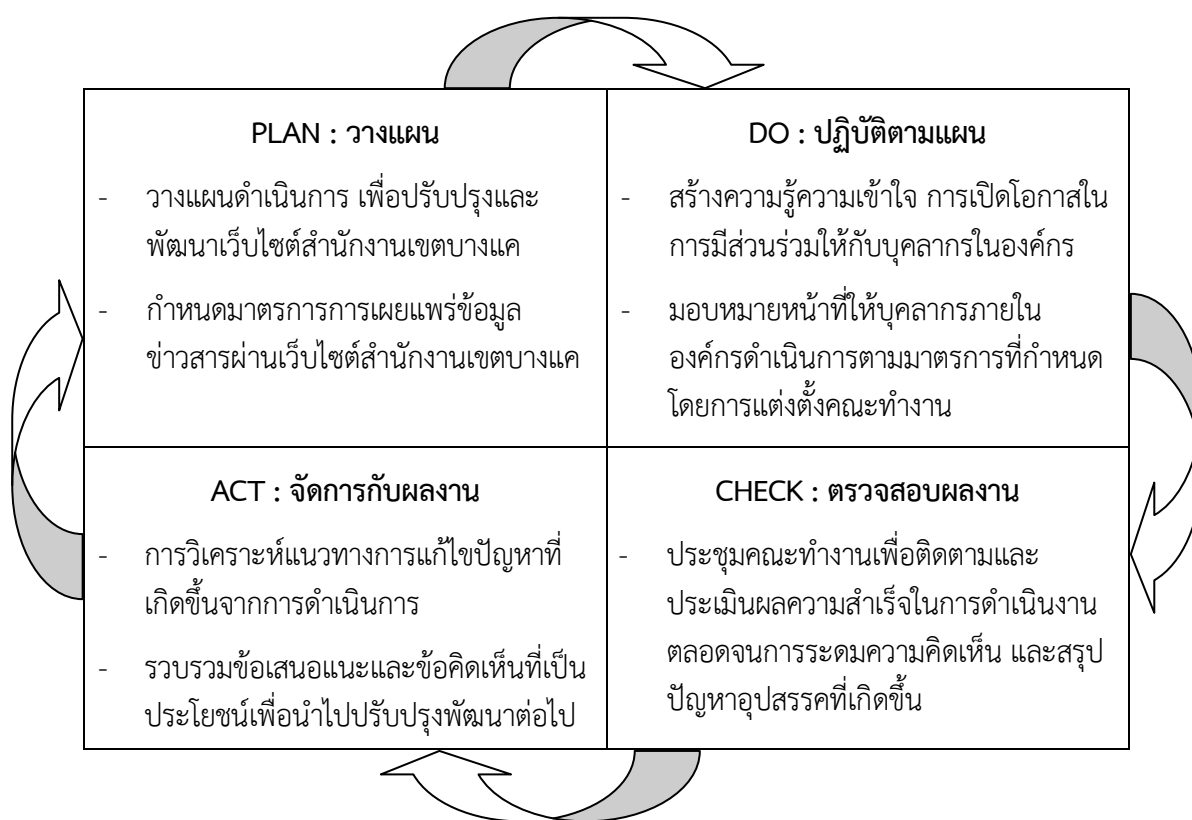 PLAN : วางแผน
- วางแผนดำเนินการ เพื่อปรับปรุงและ
พัฒนาเว็บไซต์สำนักงานเขตบางแค
- กำหนดมาตรการการเผยแพร่ข้อมูล
ข่าวสารผ่านเว็บไซต์สำนักงานเขตบางแค
DO : ปฏิบัติตามแผน
- สร้างความรู้ความเข้าใจ การเปิดโอกาสใน
การมีส่วนร่วมให้กับบุคลากรในองค์กร
- มอบหมายหน้าที่ให้บุคลากรภายใน
องค์กรดำเนินการตามมาตรการที่กำหนด
โดยการแต่งตั้งคณะทำงาน
ACT : จัดการกับผลงาน
- การวิเคราะห์แนวทางการแก้ไขปัญหาที่
เกิดขึ้นจากการดำเนินการ
- รวบรวมข้อเสนอแนะและข้อคิดเห็นที่เป็น
ประโยชน์เพื่อนำไปปรับปรุงพัฒนาต่อไป
CHECK : ตรวจสอบผลงาน
- ประชุมคณะทำงานเพื่อติดตามและ
ประเมินผลความสำเร็จในการดำเนินงาน
ตลอดจนการระดมความคิดเห็น และสรุป
ปัญหาอุปสรรคที่เกิดขึ้น